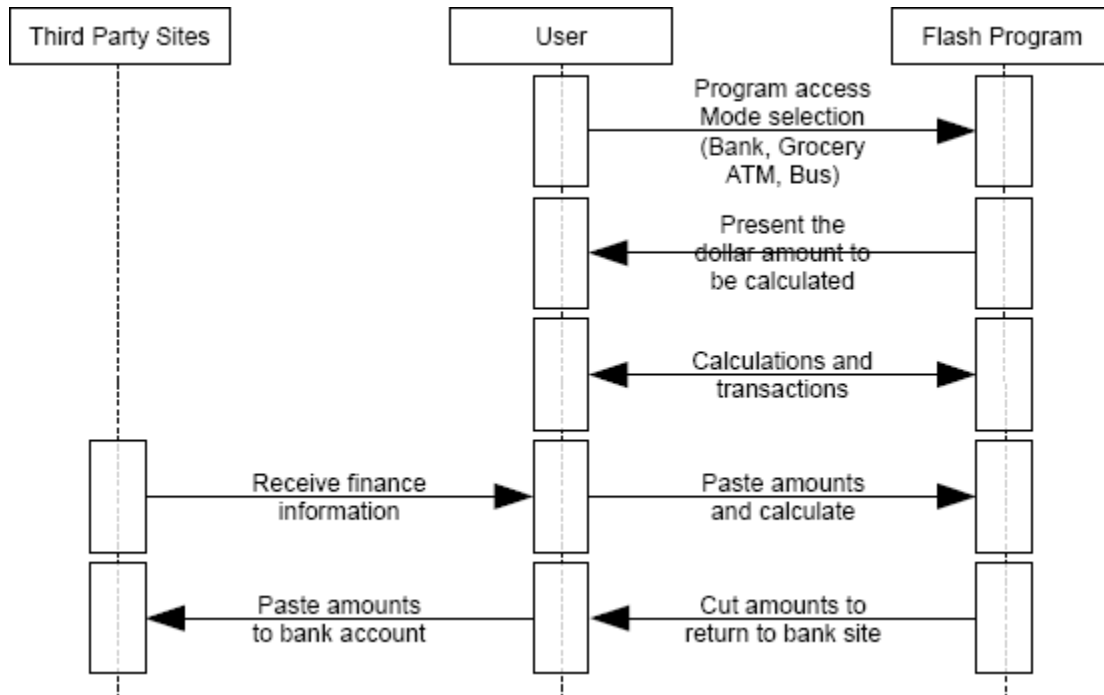 Third Party Sites
User
Flash Program
Program access
Mode selection
(Bank, Grocery
ATM, Bus)
Present the
dollar amount to
be calculated
Calculations and
transactions
Receive finance
information
Paste amounts
and calculate
Paste amounts
to bank account
Cut amounts to
return to bank site